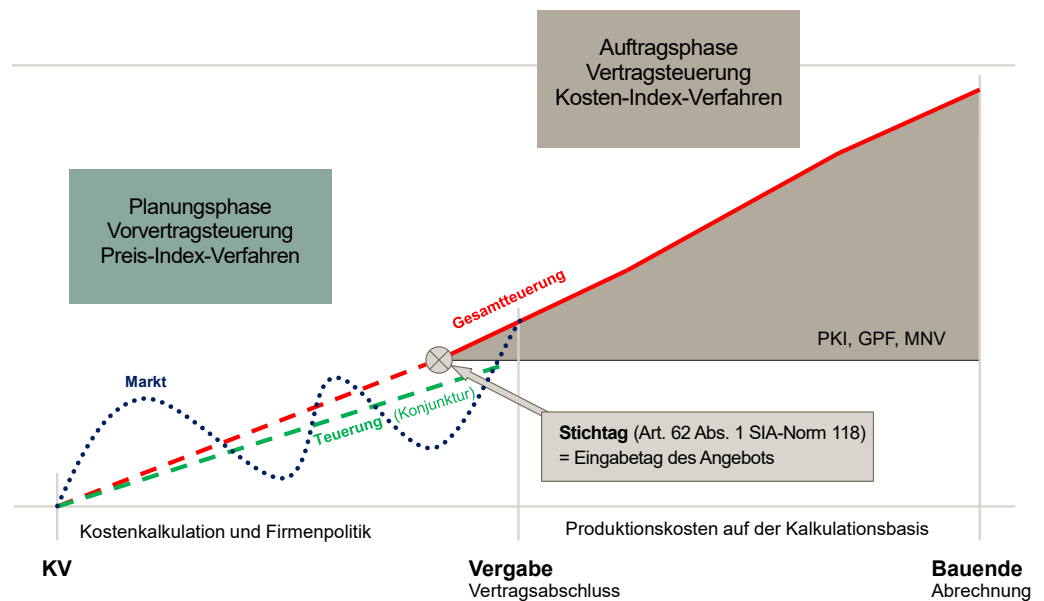 Auftragsphase
Vertragsteuerung
Kosten-Index-Verfahren
Planungsphase
Vorvertragsteuerung
Preis-Index-Verfahren
Gesamtteuerung
PKI, GPF, MNV
Markt
Teuerung (Konjunktur)
Stichtag (Art. 62 Abs. 1 SIA-Norm 118)
= Eingabetag des Angebots
Kostenkalkulation und Firmenpolitik
Produktionskosten auf der Kalkulationsbasis
KV
Vergabe
Vertragsabschluss
Bauende
Abrechnung